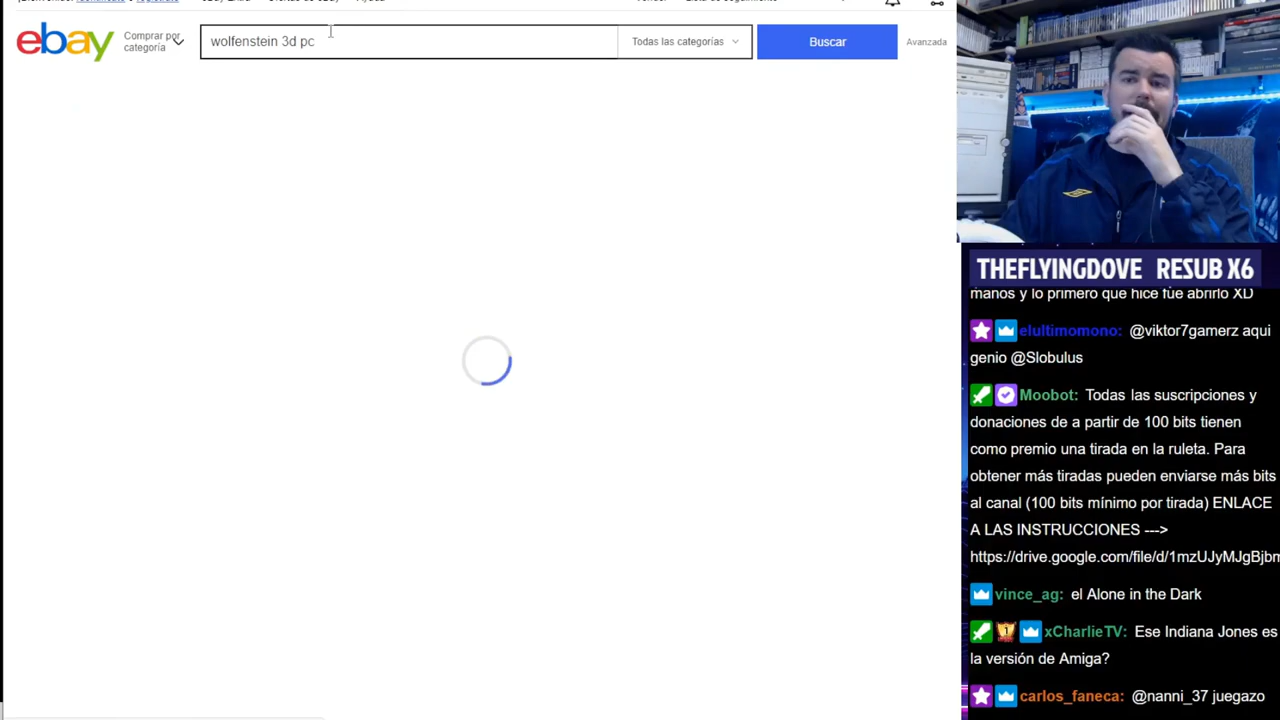 ebay
Comprar por
categoría
wolfenstein 3d pc
Todas las categorías
Buscar
Avanzada
THEFLYINGDOVE RESUB X6
manos y lo primero que hice fue abrirlo XD
elultimomono: @viktor7gamerz aqui
genio @Slobulus
Moobot: Todas las suscripciones y
donaciones de a partir de 100 bits tienen
como premio una tirada en la ruleta. Para
obtener más tiradas pueden enviarse más bits
al canal (100 bits mínimo por tirada) ENLACE
A LAS INSTRUCCIONES --->
https://drive.google.com/file/d/1mzUJyMJgBjbm
vince_ag: el Alone in the Dark
xCharlieTV: Ese Indiana Jones es
la versión de Amiga?
carlos_faneca: @nanni_37 juegazo